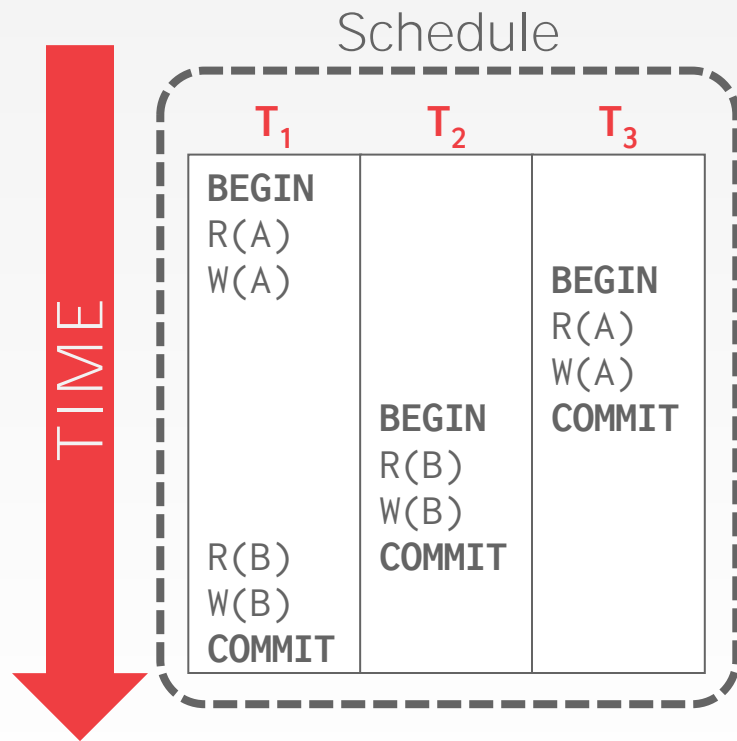 Schedule
TIME
T1 T2 T3
BEGIN
R(A)
W(A) BEGIN
R(A)
W(A)
BEGIN COMMIT
R(B)
W(B)
R(B) COMMIT
W(B)
COMMIT